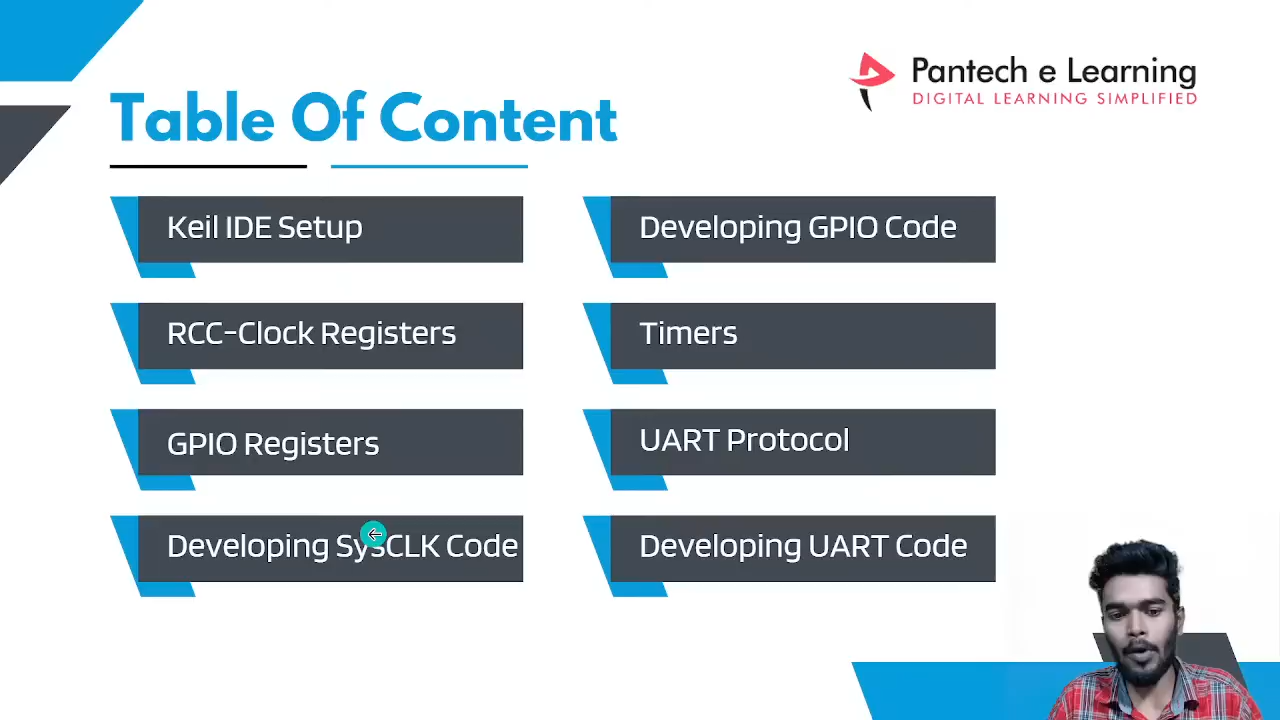 Pantech e Learning
DIGITAL LEARNING SIMPLIFIED
Table Of Content
Keil IDE Setup
RCC-Clock Registers
GPIO Registers
Developing SysCLK Code
Developing GPIO Code
Timers
UART Protocol
Developing UART Code